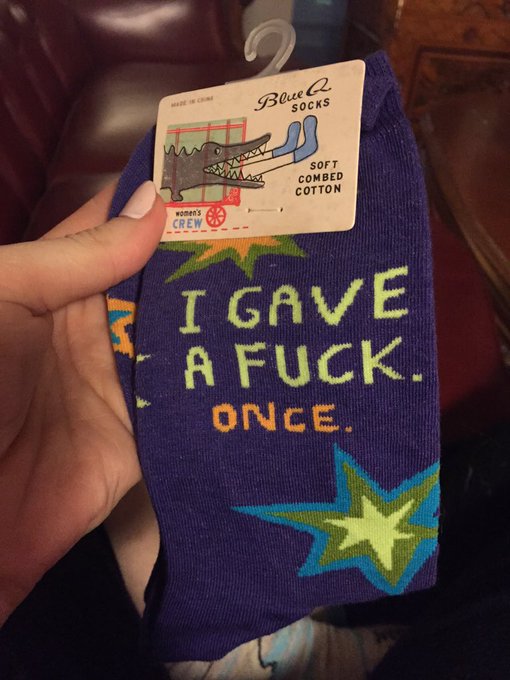 MADE IN CHINA
Blue Q
SOCKS
SOFT
COMBED
COTTON
women's
CREW
I GAVE
A FUCK.
ONCE.